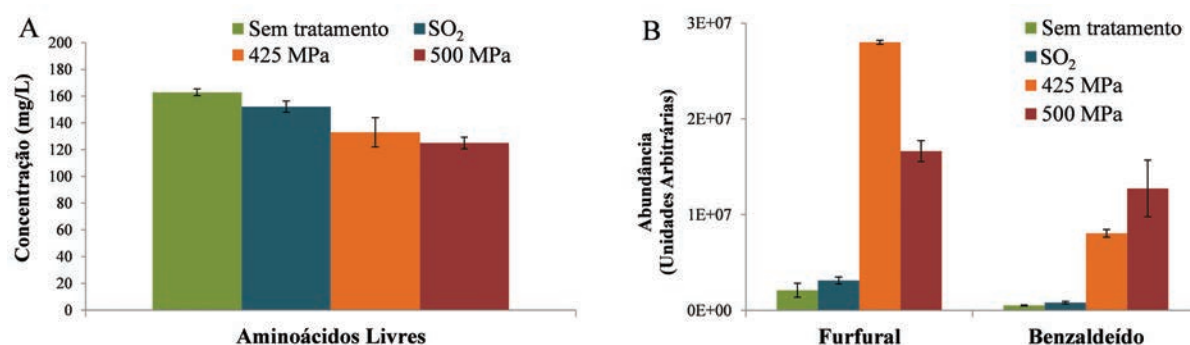 A
Sem tratamento
SO₂
425 MPa
500 MPa
Concentração (mg/L)
200
180
160
140
120
100
80
60
40
20
0
Aminoácidos Livres
B
Sem tratamento
SO₂
425 MPa
500 MPa
Abundância
(Unidades Arbitrárias)
3E+07
2E+07
1E+07
0E+00
Furfural
Benzaldeído